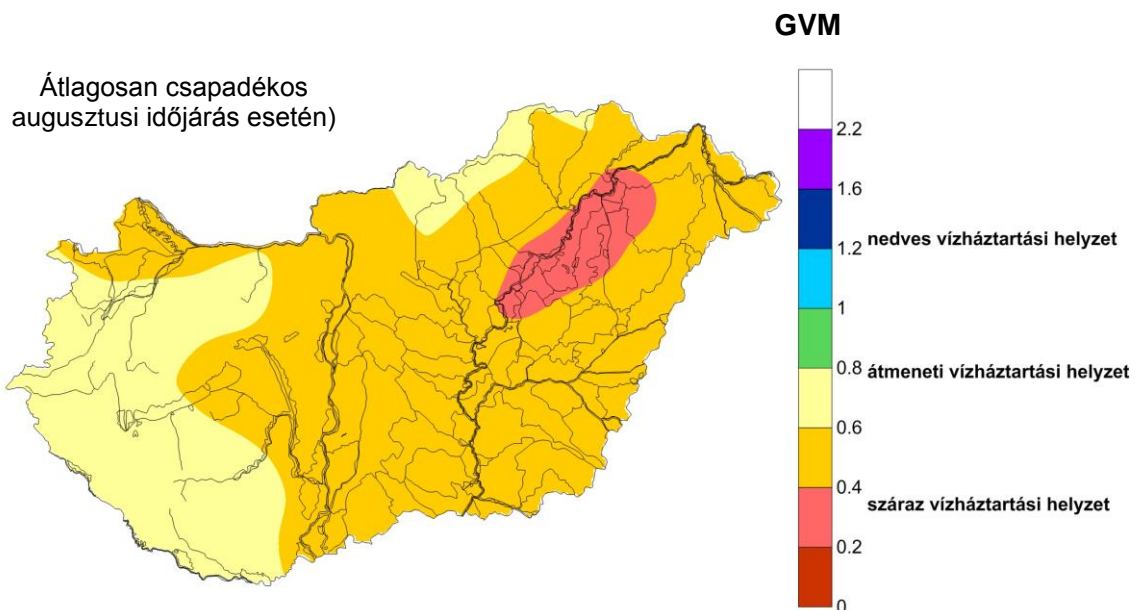 GVM
Átlagosan csapadékos
augusztusi időjárás esetén)
2.2
1.6
nedves vízháztartási helyzet
1.2
1
0.8
átmeneti vízháztartási helyzet
0.6
0.4
száraz vízháztartási helyzet
0.2
0